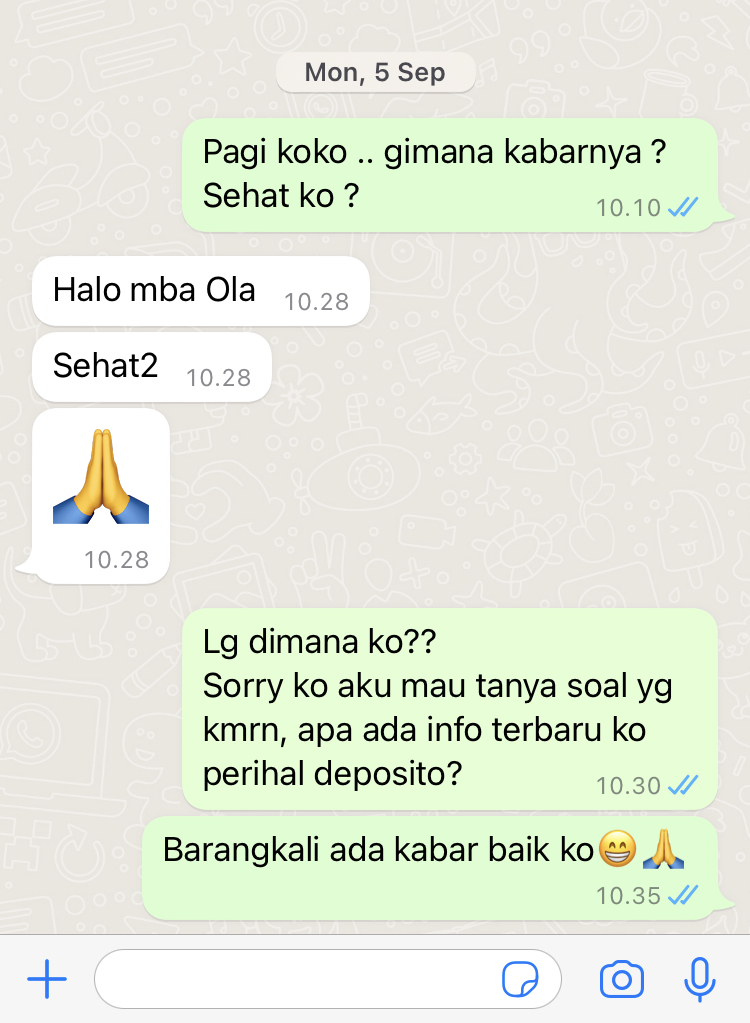 Mon, 5 Sep
Pagi koko .. gimana kabarnya ?
Sehat ko ?
10.10
Halo mba Ola
10.28
Sehat2
10.28
🙏
10.28
Lg dimana ko??
Sorry ko aku mau tanya soal yg
kmrn, apa ada info terbaru ko
perihal deposito?
10.30
Barangkali ada kabar baik ko😁🙏
10.35